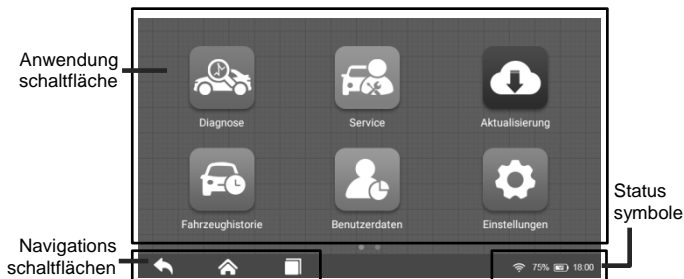 Anwendung
schaltfläche
Diagnose
Service
Aktualisierung
Fahrzeughistorie
Benutzerdaten
Einstellungen
Status
symbole
Navigations
schaltflächen
75%
18:00